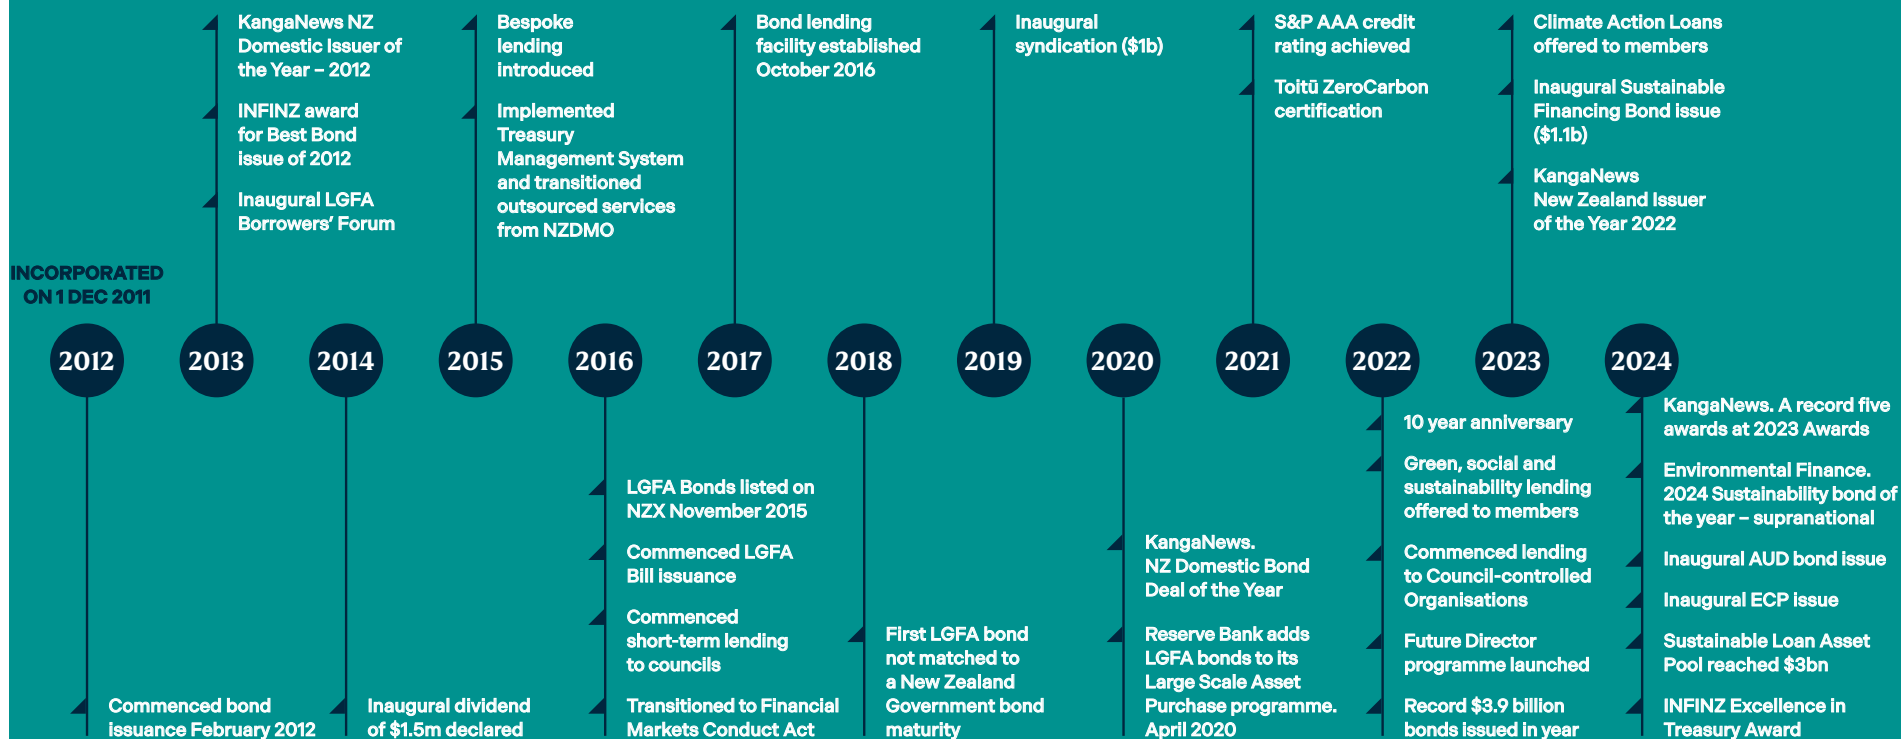 KangaNews NZ
Domestic Issuer of
the Year – 2012
INFINZ award
for Best Bond
issue of 2012
Inaugural LGFA
Borrowers’ Forum
Bespoke
lending
introduced
Implemented
Treasury
Management System
and transitioned
outsourced services
from NZDMO
Bond lending
facility established
October 2016
Inaugural
syndication ($1b)
S&P AAA credit
rating achieved
Toitū ZeroCarbon
certification
Climate Action Loans
offered to members
Inaugural Sustainable
Financing Bond issue
($1.1b)
KangaNews
New Zealand Issuer
of the Year 2022
INCORPORATED
ON 1 DEC 2011
2012 2013 2014 2015 2016 2017 2018 2019 2020 2021 2022 2023 2024
Commenced bond
issuance February 2012
Inaugural dividend
of $1.5m declared
LGFA Bonds listed on
NZX November 2015
Commenced LGFA
Bill issuance
Commenced
short-term lending
to councils
Transitioned to Financial
Markets Conduct Act
First LGFA bond
not matched to
a New Zealand
Government bond
maturity
KangaNews.
NZ Domestic Bond
Deal of the Year
Reserve Bank adds
LGFA bonds to its
Large Scale Asset
Purchase programme.
April 2020
10 year anniversary
Green, social and
sustainability lending
offered to members
Commenced lending
to Council-controlled
Organisations
Future Director
programme launched
Record $3.9 billion
bonds issued in year
KangaNews. A record five
awards at 2023 Awards
Environmental Finance.
2024 Sustainability bond of
the year – supranational
Inaugural AUD bond issue
Inaugural ECP issue
Sustainable Loan Asset
Pool reached $3bn
INFINZ Excellence in
Treasury Award